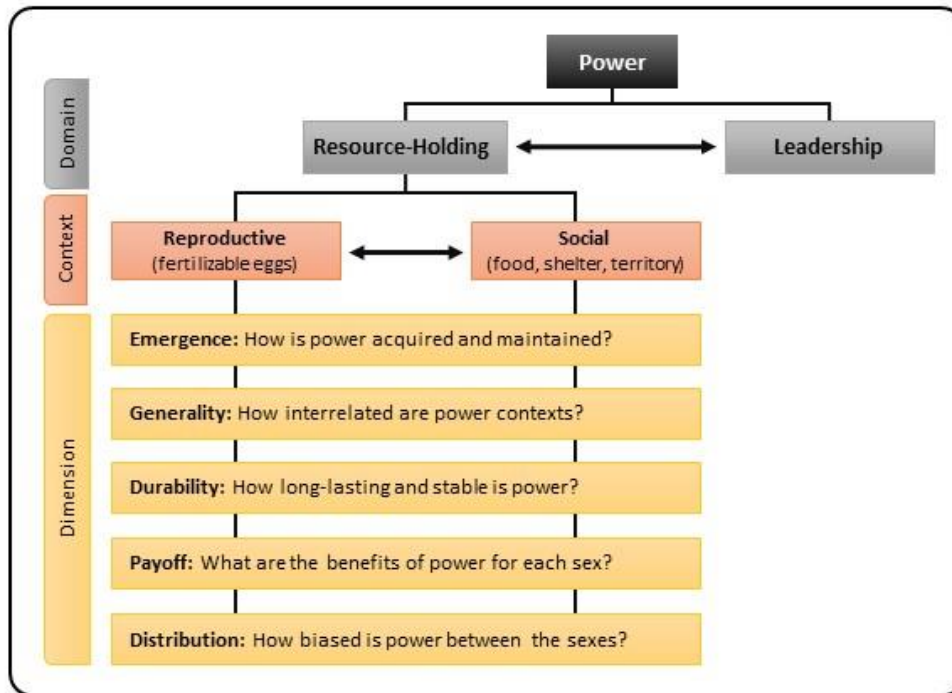 Power
Domain
Resource-Holding
Leadership
Context
Reproductive
(fertilizable eggs)
Social
(food, shelter, territory)
Dimension
Emergence: How is power acquired and maintained?
Generality: How interrelated are power contexts?
Durability: How long-lasting and stable is power?
Payoff: What are the benefits of power for each sex?
Distribution: How biased is power between the sexes?